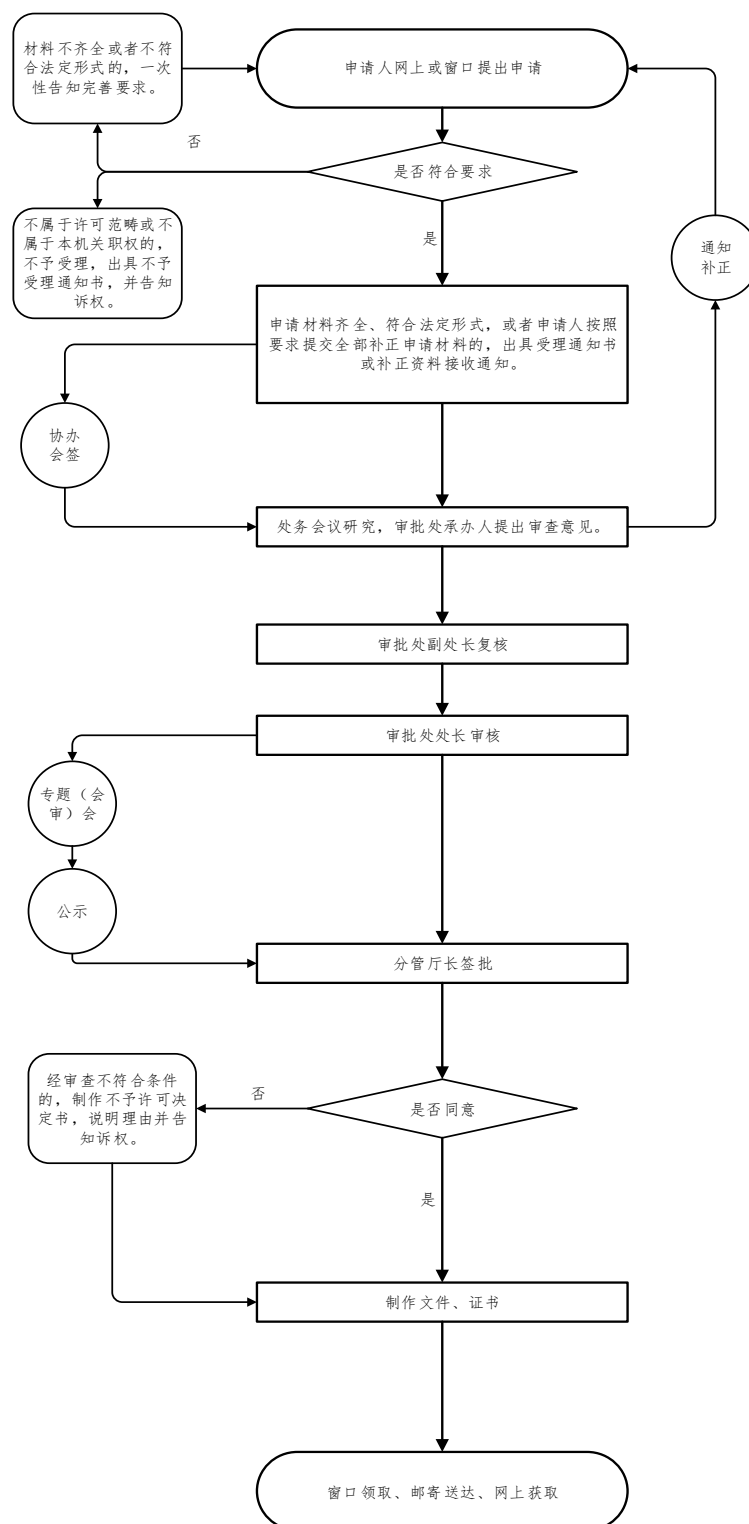 材料不齐全或者不符
合法定形式的，一次
性告知完善要求。
申请人网上或窗口提出申请
否
是否符合要求
不属于许可范畴或不
属于本机关职权的，
不予受理，出具不予
受理通知书，并告知
诉权。
是
通知
补正
申请材料齐全、符合法定形式，或者申请人按照
要求提交全部补正申请材料的，出具受理通知书
或补正资料接收通知。
协办
会签
处务会议研究，审批处承办人提出审查意见。
审批处副处长复核
审批处处长审核
专题（会
审）会
公示
分管厅长签批
经审查不符合条件
的，制作不予许可决
定书，说明理由并告
知诉权。
否
是否同意
是
制作文件、证书
窗口领取、邮寄送达、网上获取